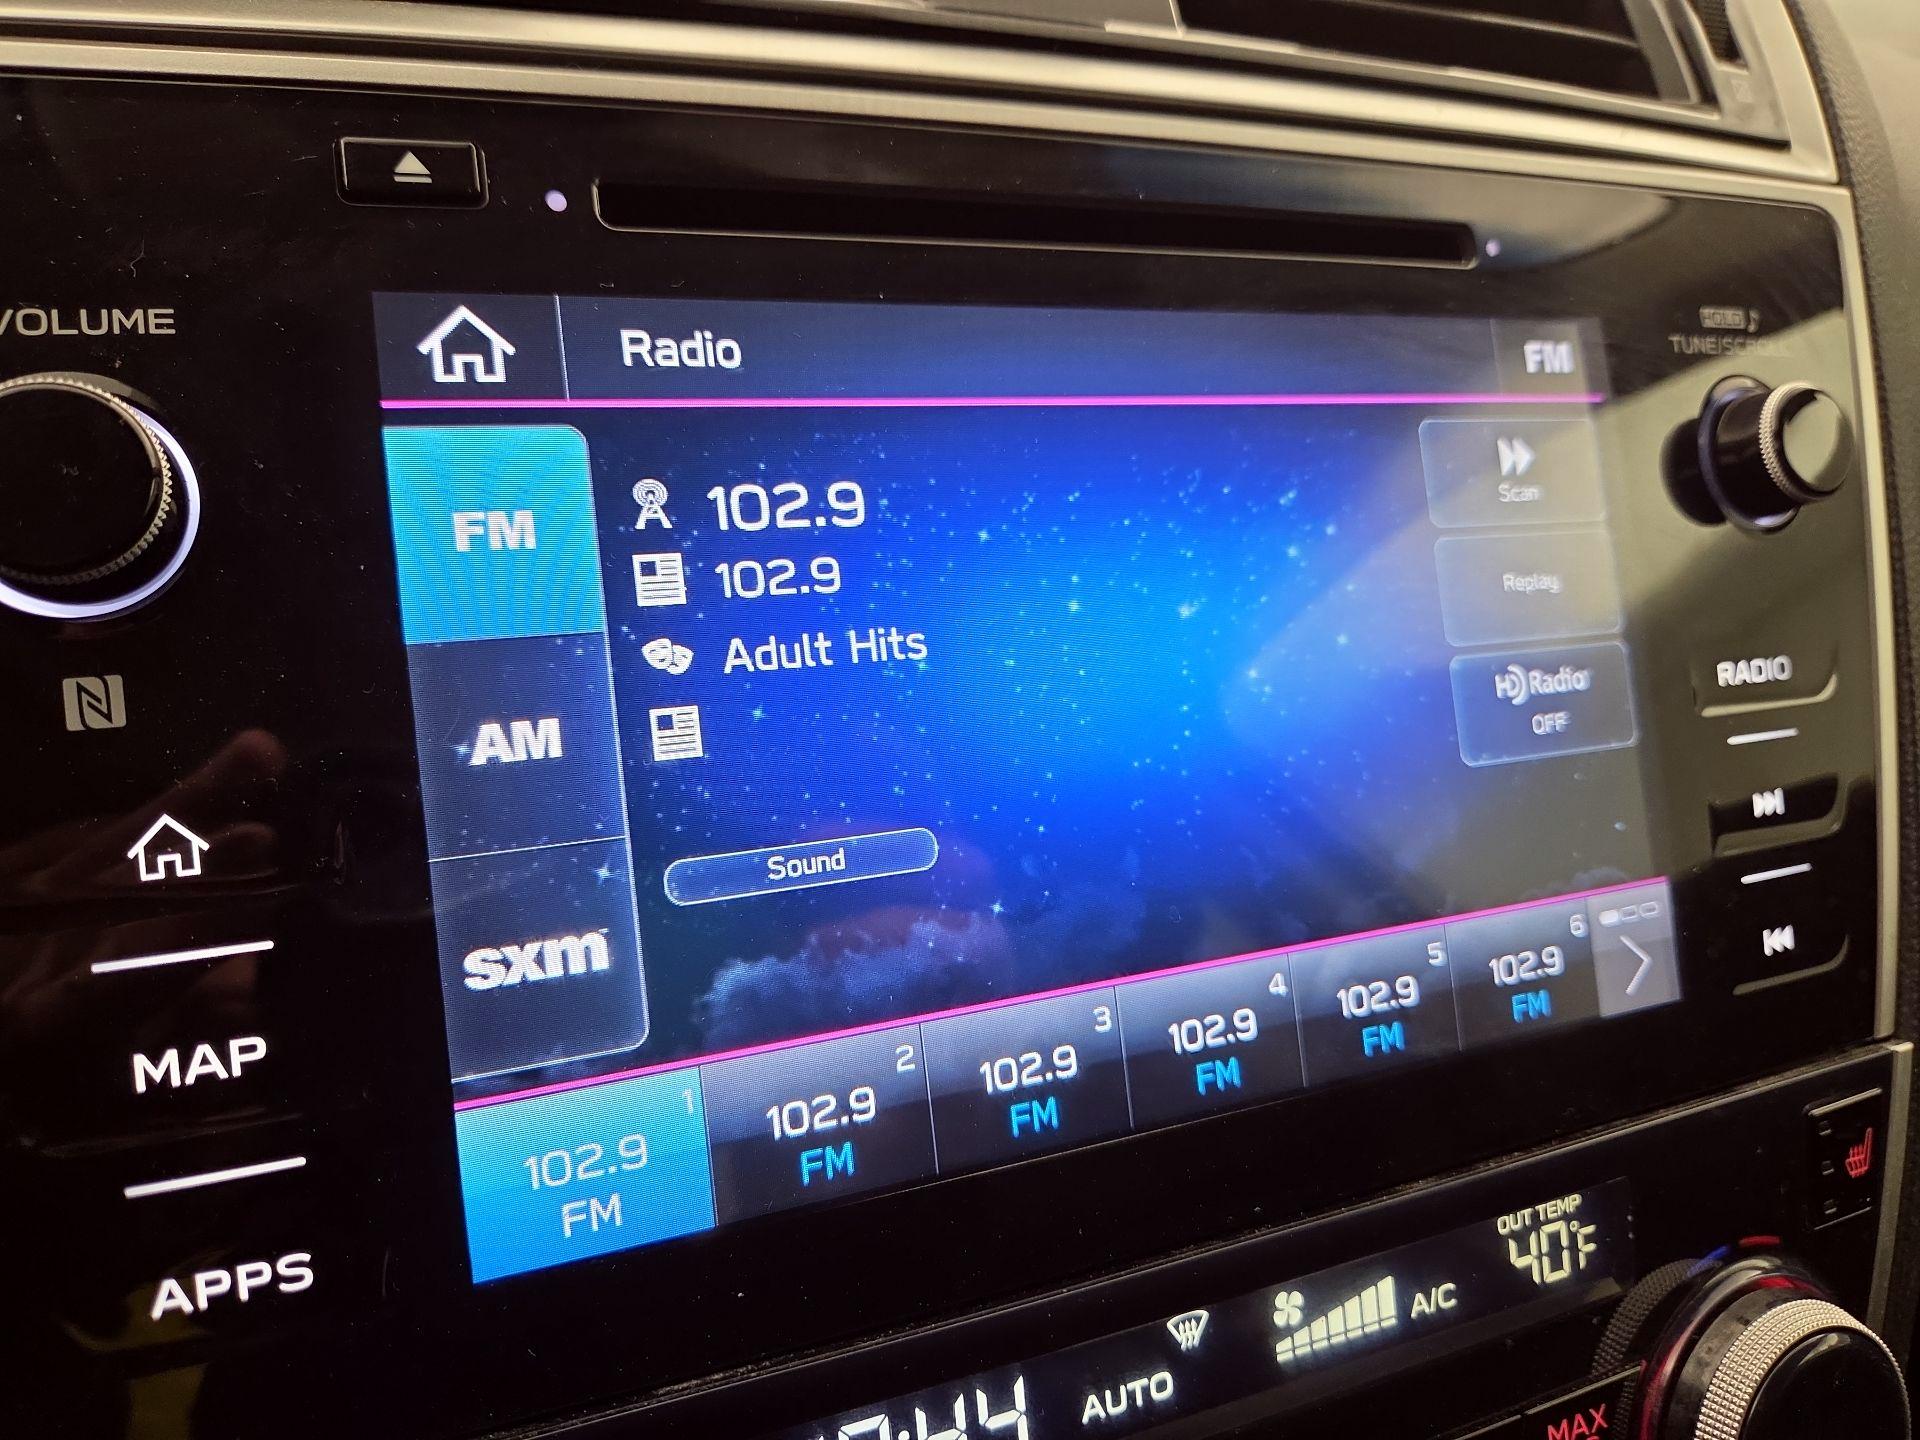 VOLUME
HOLD
TUNE/SCROLL
Radio
FM
FM
AM
sxm
102.9
102.9
Adult Hits
Sound
Scan
Replay
HD Radio
OFF
RADIO
1
102.9
FM
2
102.9
FM
3
102.9
FM
4
102.9
FM
5
102.9
FM
6
102.9
FM
MAP
APPS
OUT TEMP
40°F
A/C
AUTO
:44
MAX